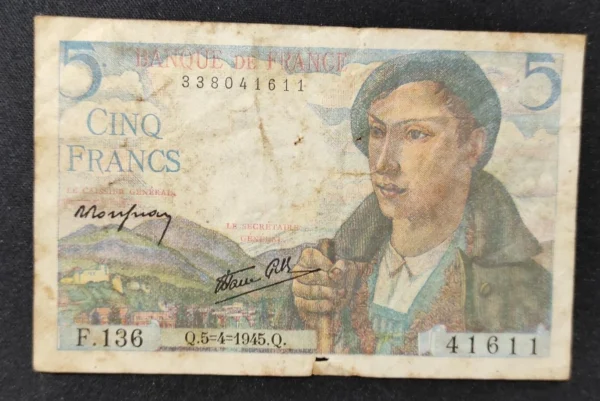 5 BANQUE DE FRANCE 5
338041611
CINQ
FRANCS
LE CAISSIER GÉNÉRAL
LE SECRÉTAIRE
GÉNÉRAL
F.136 Q.5=4=1945.Q. 41611